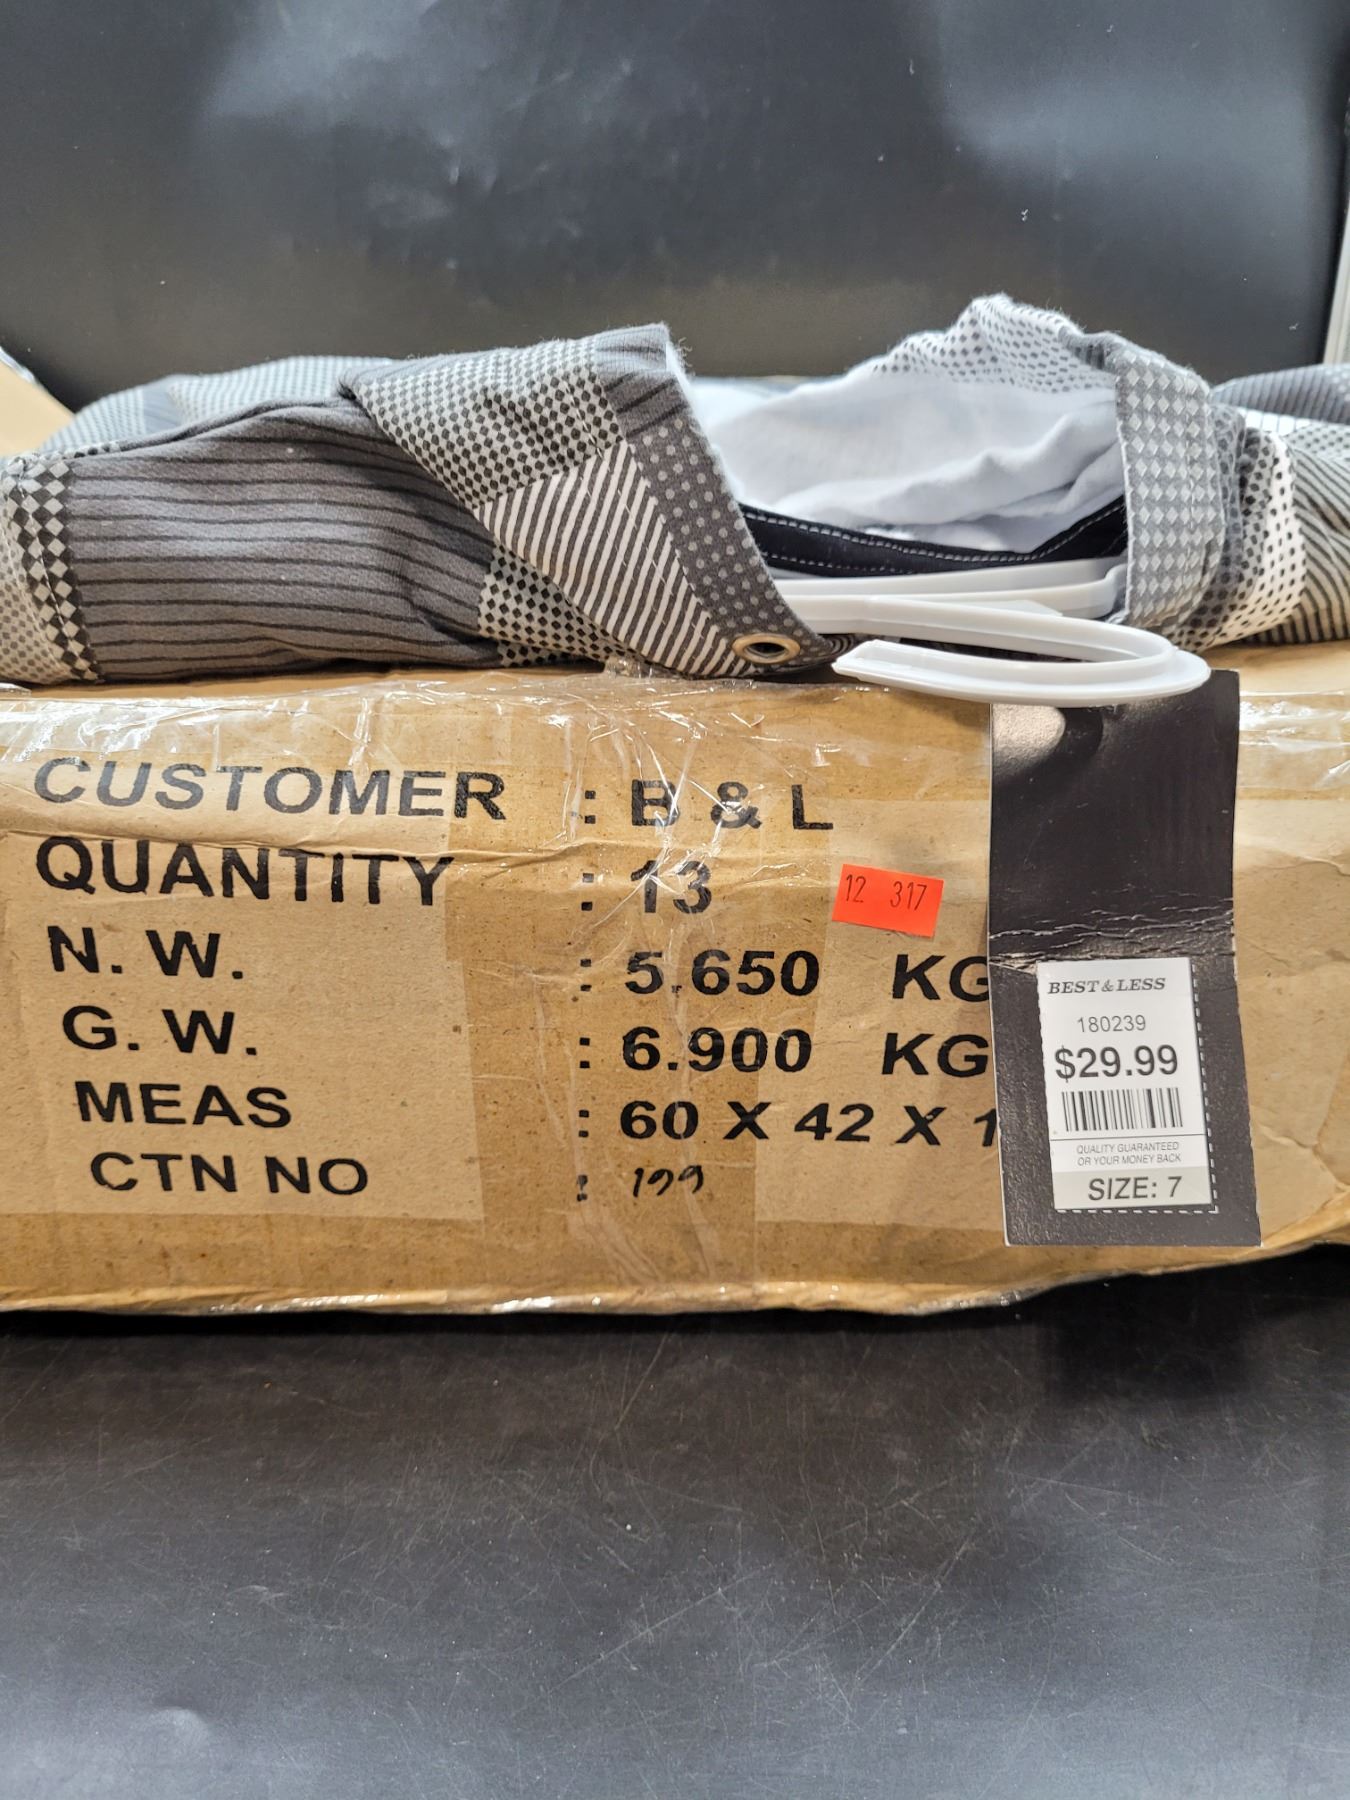 CUSTOMER : B & L
QUANTITY : 13
12 317
N. W. : 5.650 KG
G. W. : 6.900 KG
MEAS : 60 X 42 X 1
CTN NO :
BEST & LESS
180239
$29.99
QUALITY GUARANTEED
OR YOUR MONEY BACK
SIZE: 7